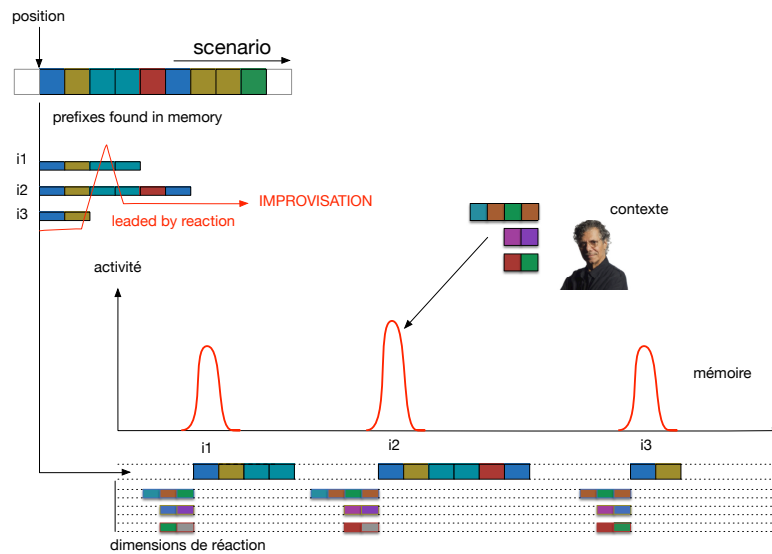 position
scenario
prefixes found in memory
i1
i2
i3
IMPROVISATION
leaded by reaction
contexte
activité
mémoire
i1
i2
i3
dimensions de réaction